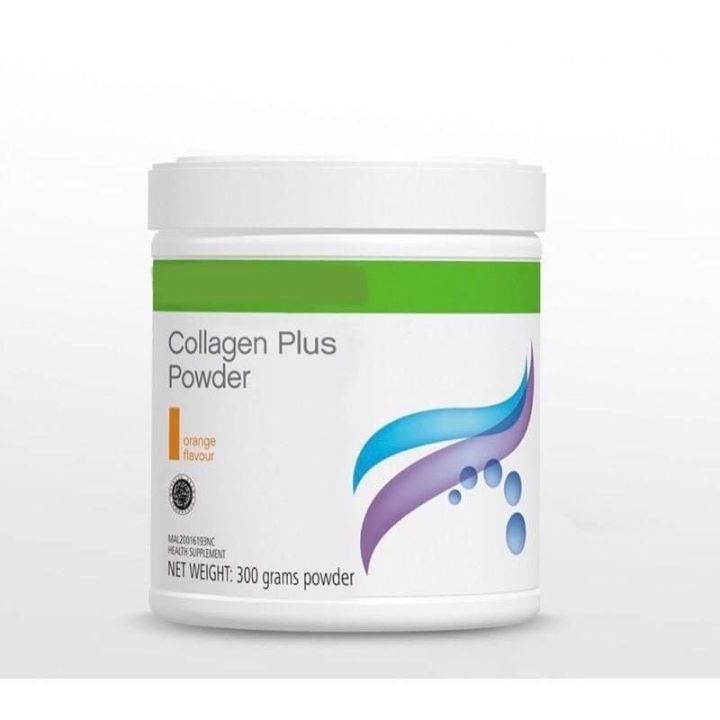 Collagen Plus
Powder
orange
flavour
MAL20016193NC
HEALTH SUPPLEMENT
NET WEIGHT: 300 grams powder